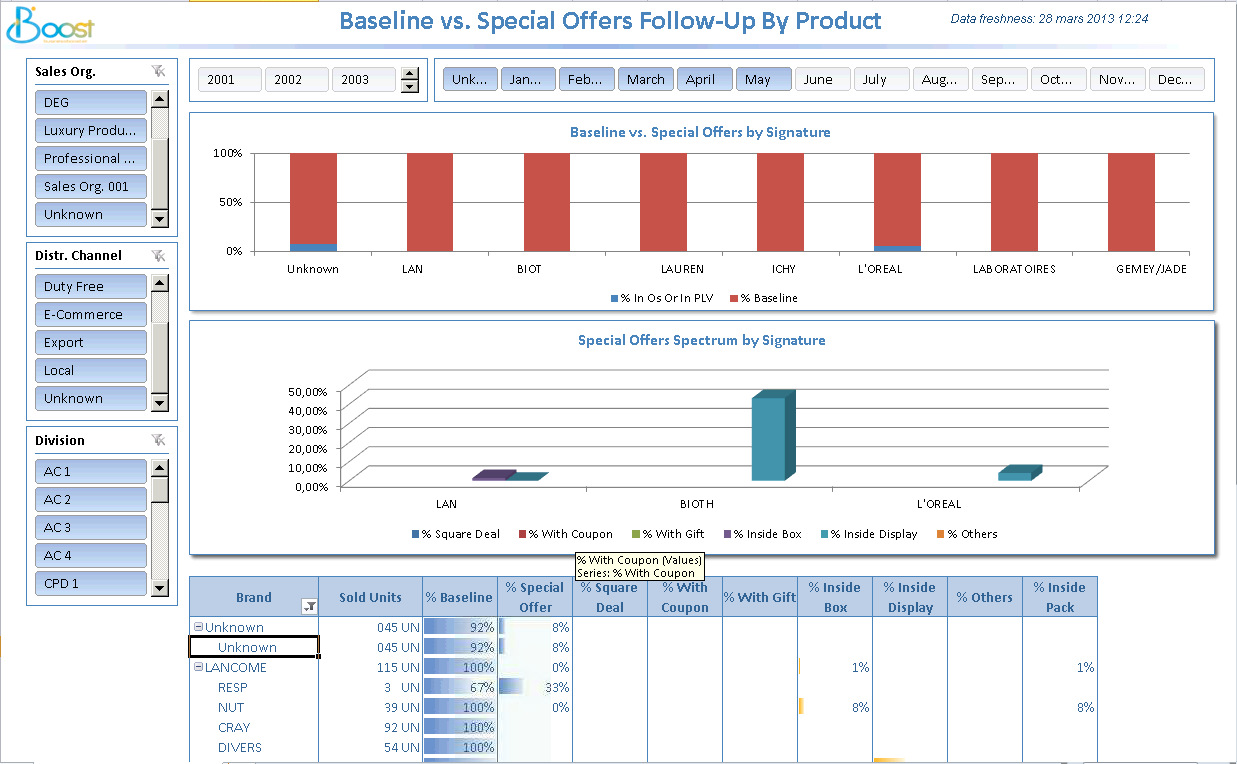 Boost
Baseline vs. Special Offers Follow-Up By Product
Data freshness: 28 mars 2013 12:24
Sales Org.
DEG
Luxury Produ...
Professional ...
Sales Org. 001
Unknown
Distr. Channel
Duty Free
E-Commerce
Export
Local
Unknown
Division
AC 1
AC 2
AC 3
AC 4
CPD 1
2001 2002 2003
Unk... Jan... Feb... March April May June July Aug... Sep... Oct... Nov... Dec...
Baseline vs. Special Offers by Signature
100%
50%
0%
Unknown LAN BIOT LAUREN ICHY L'OREAL LABORATOIRES GEMEY/JADE
% In Os Or In PLV % Baseline
Special Offers Spectrum by Signature
50,00%
40,00%
30,00%
20,00%
10,00%
0,00%
LAN BIOTH L'OREAL
% Square Deal % With Coupon % With Gift % Inside Box % Inside Display % Others
% With Coupon (Values)
Series: % With Coupon
Brand Sold Units % Baseline % Special Offer % Square Deal % With Coupon % With Gift % Inside Box % Inside Display % Others % Inside Pack
Unknown 045 UN 92% 8%
Unknown 045 UN 92% 8%
LANCOME 115 UN 100% 0% 1% 1%
RESP 3 UN 67% 33%
NUT 39 UN 100% 0% 8% 8%
CRAY 92 UN 100%
DIVERS 54 UN 100%